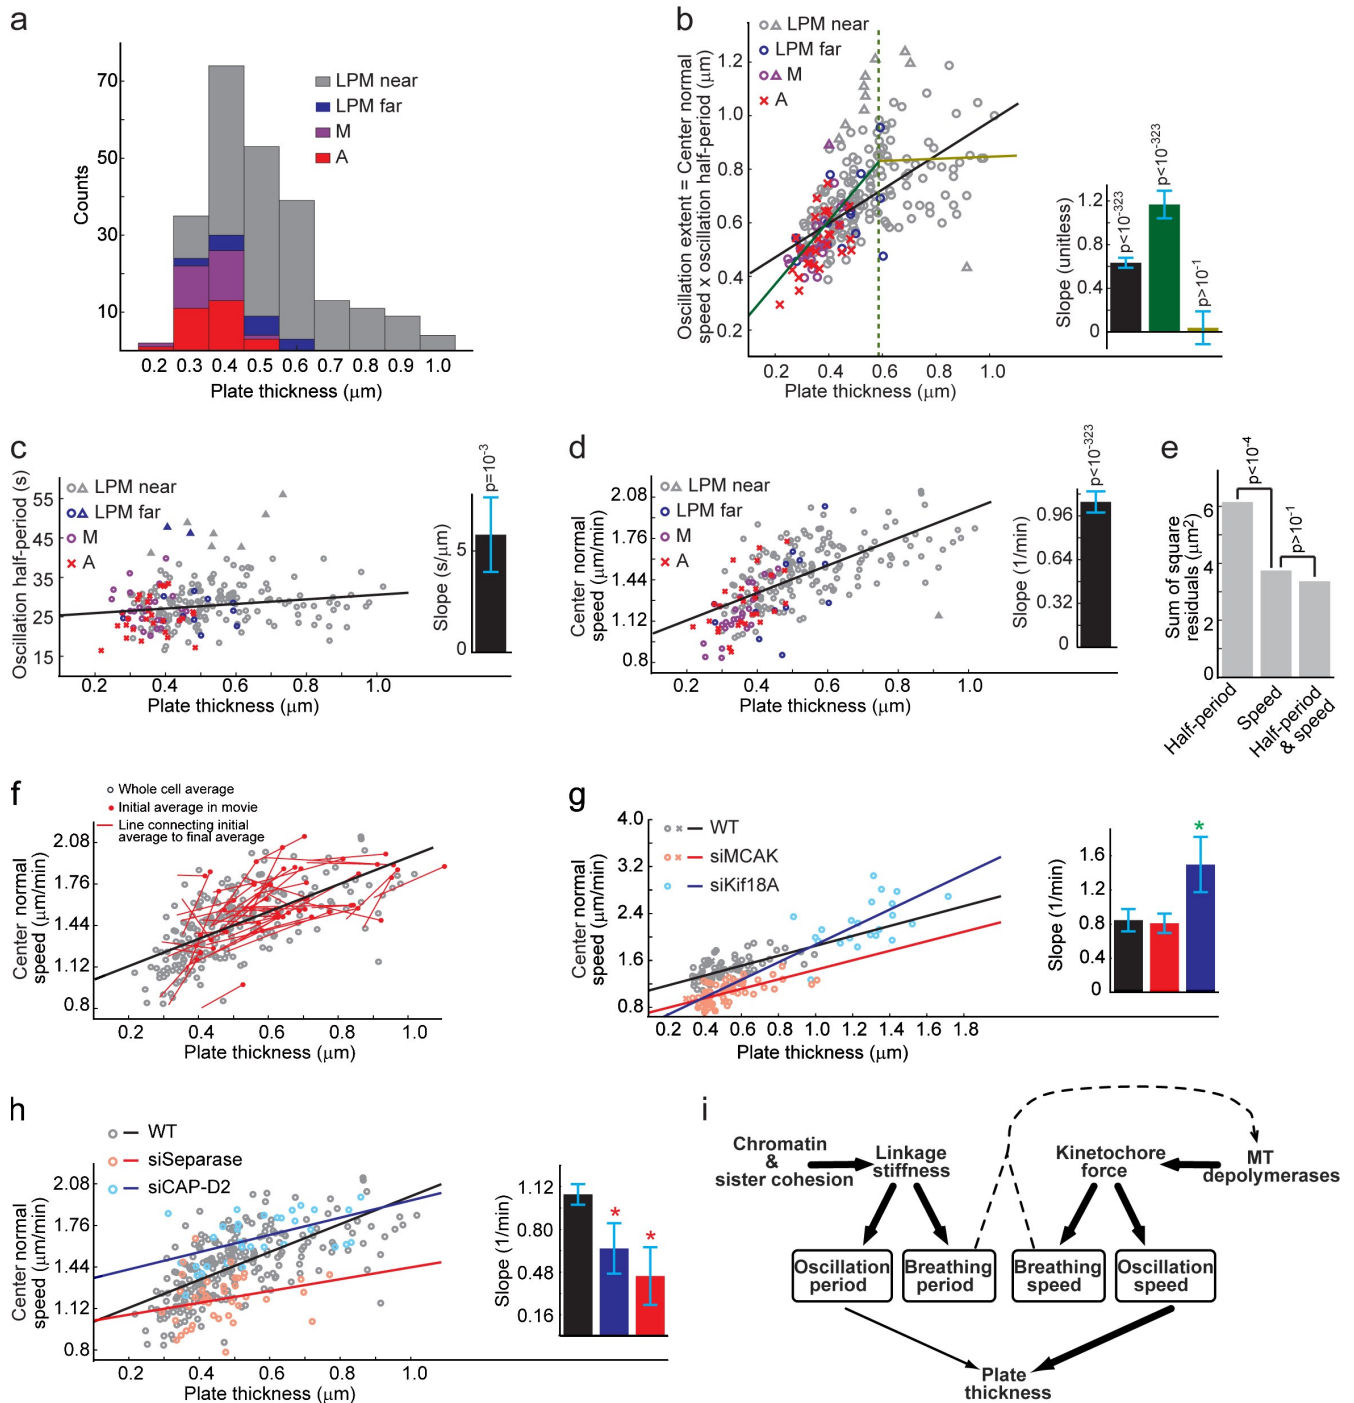 a
70
50
30
10
Counts
LPM near
LPM far
M
A
0.2 0.3 0.4 0.5 0.6 0.7 0.8 0.9 1.0
Plate thickness (μm)
b
LPM near
LPM far
M
A
Oscillation extent = Center normal
speed x oscillation half-period (μm)
1.2
1.0
0.8
0.6
0.4
0.2
0.2 0.4 0.6 0.8 1.0
Plate thickness (μm)
Slope (unitless)
1.2
0.8
0.4
0
p<10-323
p<10-323
p>10-1
c
Oscillation half-period (s)
55
45
35
25
15
LPM near
LPM far
M
A
0.2 0.4 0.6 0.8 1.0
Plate thickness (μm)
Slope (s/μm)
5
0
p=10-3
d
Center normal
speed (μm/min)
2.08
1.76
1.44
1.12
0.8
LPM near
LPM far
M
A
0.2 0.4 0.6 0.8 1.0
Plate thickness (μm)
Slope (1/min)
0.96
0.64
0.32
0
p<10-323
e
Sum of square
residuals (μm2)
6
4
2
0
p<10-4
p>10-1
Half-period
Speed
Half-period
& speed
f
Whole cell average
Initial average in movie
Line connecting initial
average to final average
Center normal
speed (μm/min)
2.08
1.76
1.44
1.12
0.8
0.2 0.4 0.6 0.8 1.0
Plate thickness (μm)
g
Center normal
speed (μm/min)
4.0
3.2
2.4
1.6
0.8
WT
siMCAK
siKif18A
0.2 0.4 0.6 0.8 1.0 1.2 1.4 1.6 1.8
Plate thickness (μm)
Slope (1/min)
1.6
1.2
0.8
0.4
0
*
h
WT
siSeparase
siCAP-D2
Center normal
speed (μm/min)
2.08
1.76
1.44
1.12
0.8
0.2 0.4 0.6 0.8 1.0
Plate thickness (μm)
Slope (1/min)
1.12
0.80
0.48
0.16
* *
i
Chromatin
&
sister cohesion
Linkage
stiffness
Kinetochore
force
MT
depolymerases
Oscillation
period
Breathing
period
Breathing
speed
Oscillation
speed
Plate
thickness